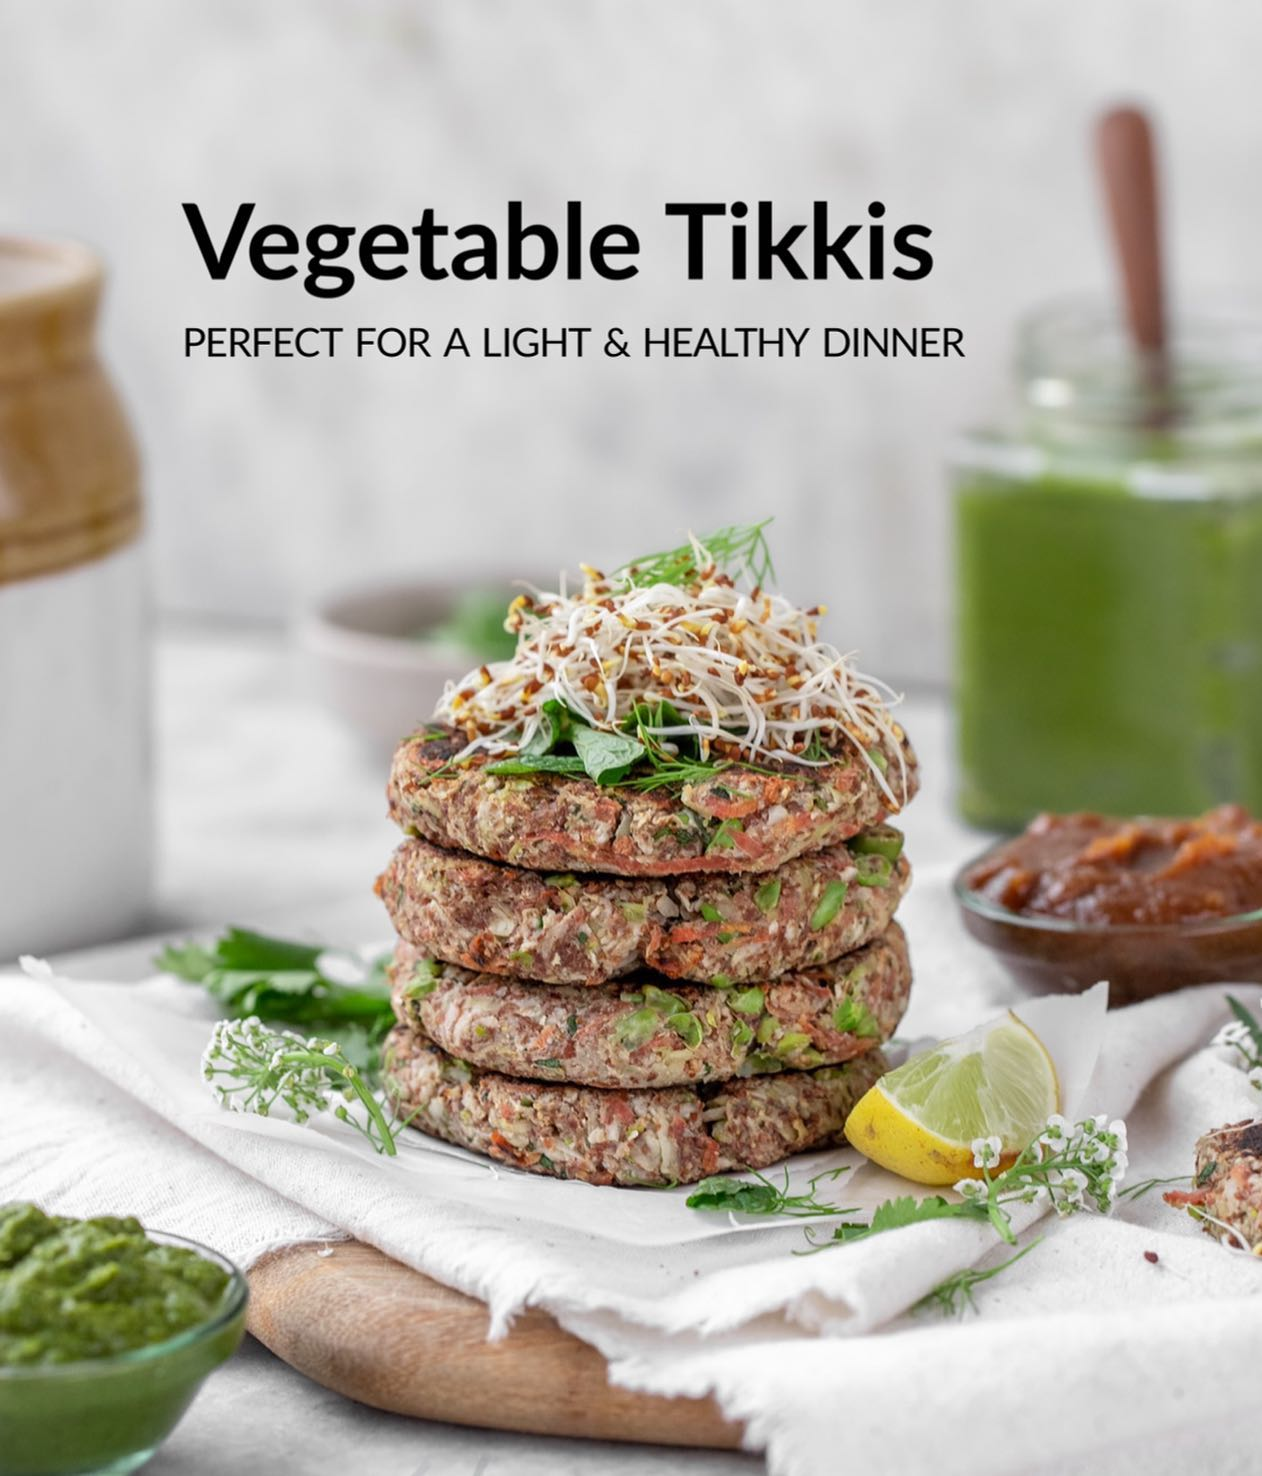 Vegetable Tikkis
PERFECT FOR A LIGHT & HEALTHY DINNER